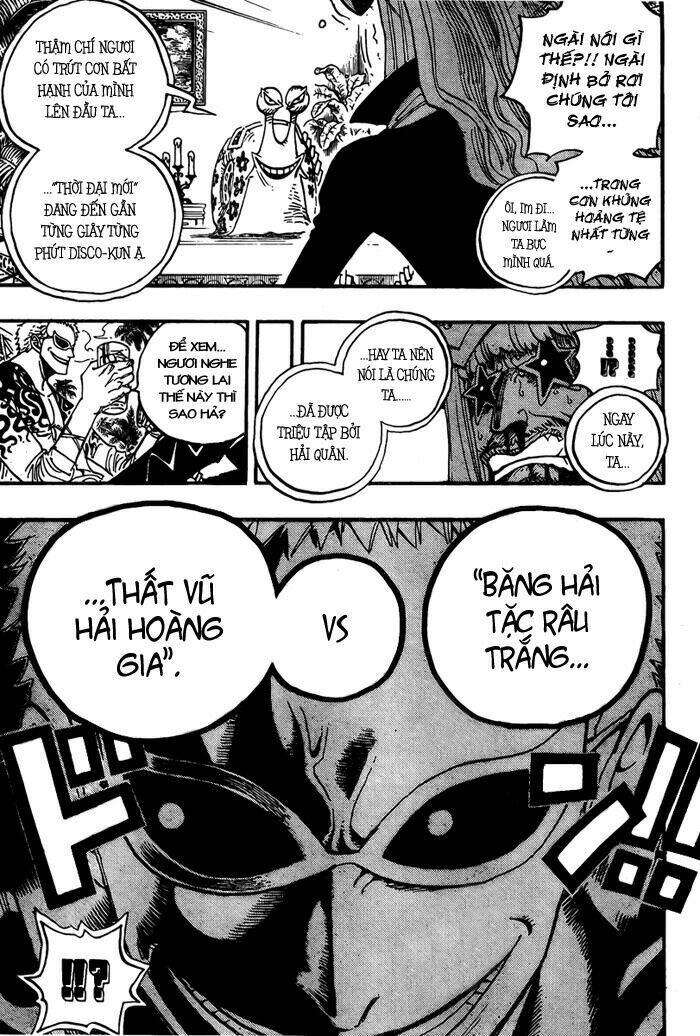 NGÀI NÓI GÌ
THẾ?!! NGÀI
ĐỊNH BỎ RƠI
CHÚNG TÔI
SAO...
...TRONG
CƠN KHỦNG
HOẢNG TỆ
NHẤT TỪNG
ÔI, IM ĐI...
NGƯƠI LÀM
TA BỰC
MÌNH QUÁ.
THẬM CHÍ NGƯƠI
CÓ TRÚT CƠN BẤT
HẠNH CỦA MÌNH
LÊN ĐẦU TA...
..."THỜI ĐẠI MỚI"
ĐANG ĐẾN GẦN
TỪNG GIÂY TỪNG
PHÚT DISCO-KUN Ạ.
!!?
NGAY
LÚC NÀY,
TA...
...HAY TA NÊN
NÓI LÀ CHÚNG
TA......
...ĐÃ ĐƯỢC
TRIỆU TẬP BỞI
HẢI QUÂN.
ĐỂ XEM...
NGƯƠI NGHE
TƯƠNG LAI
THẾ NÀY THÌ
SAO HẢ?
"BĂNG HẢI
TẶC RÂU
TRẮNG...
VS
...THẤT VŨ
HẢI HOÀNG
GIA".
ドン!!
!!?